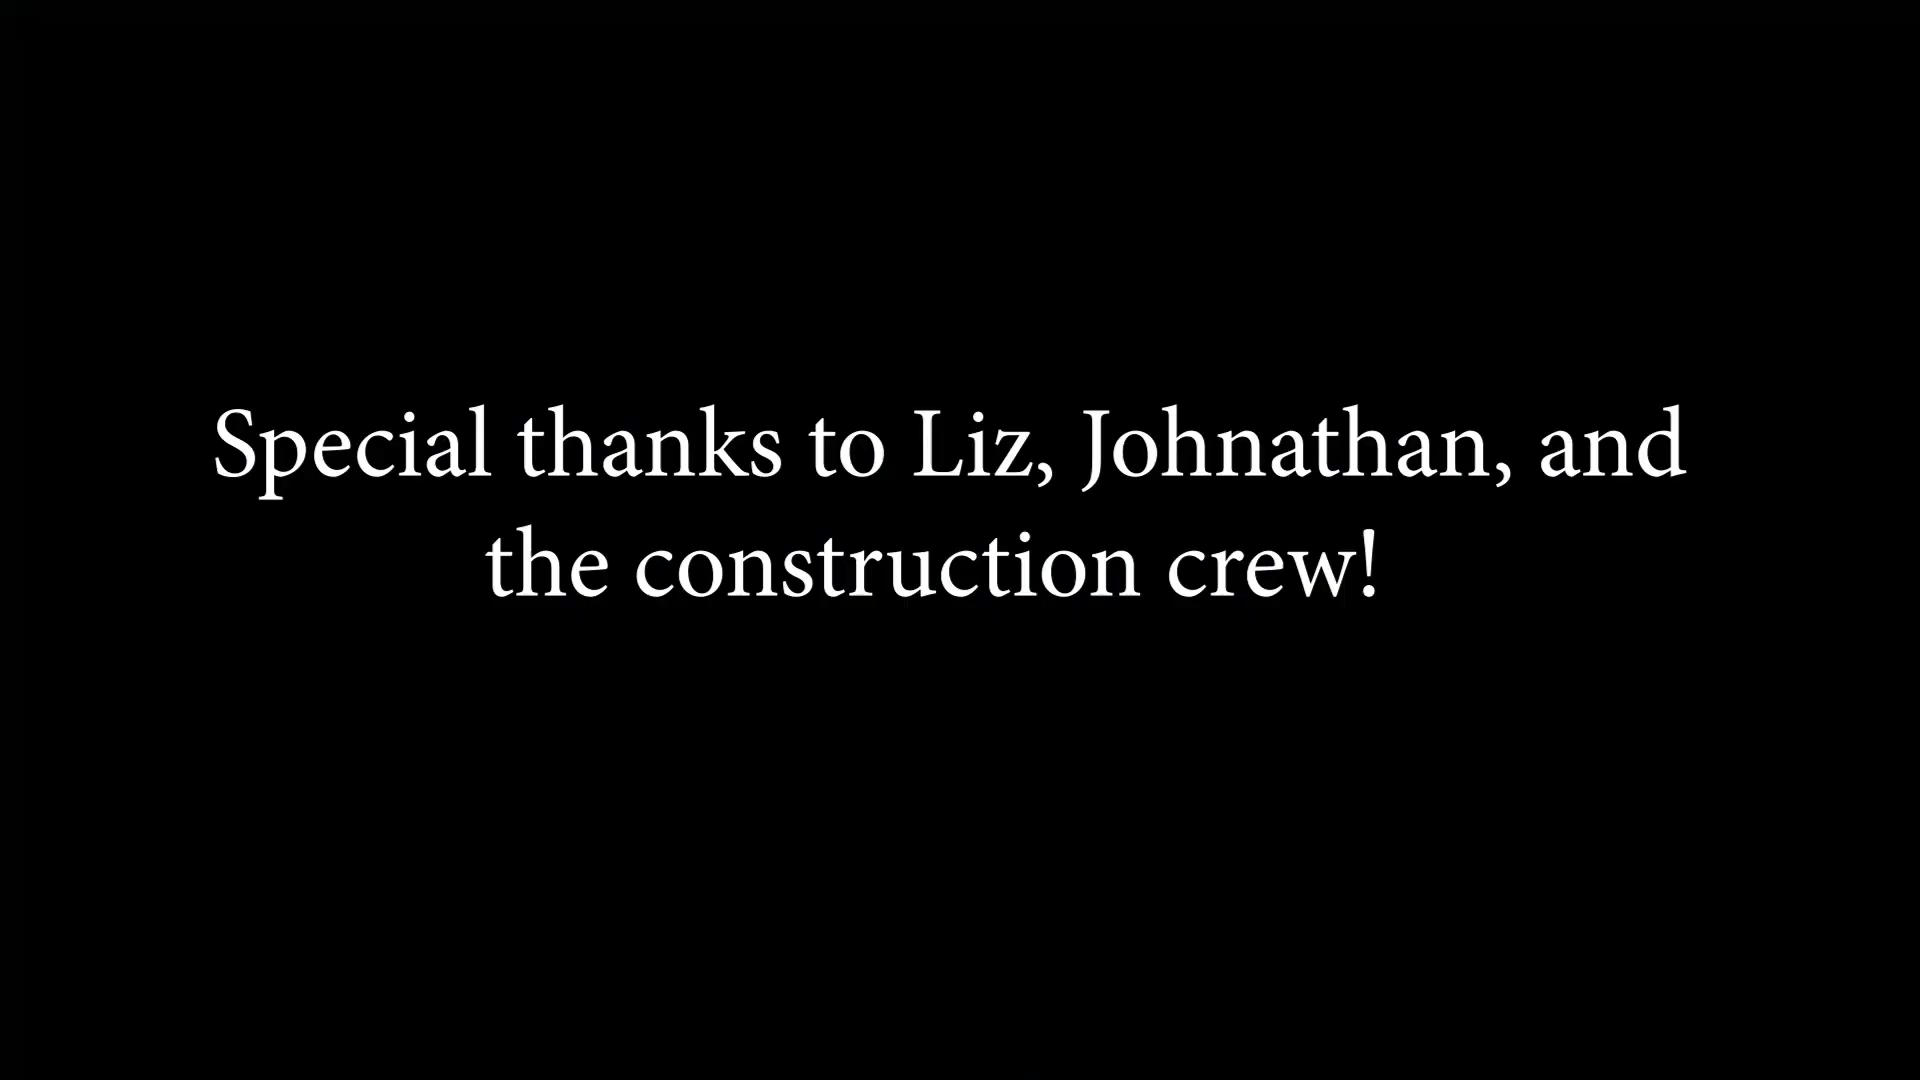 Special thanks to Liz, Johnathan, and
the construction crew!